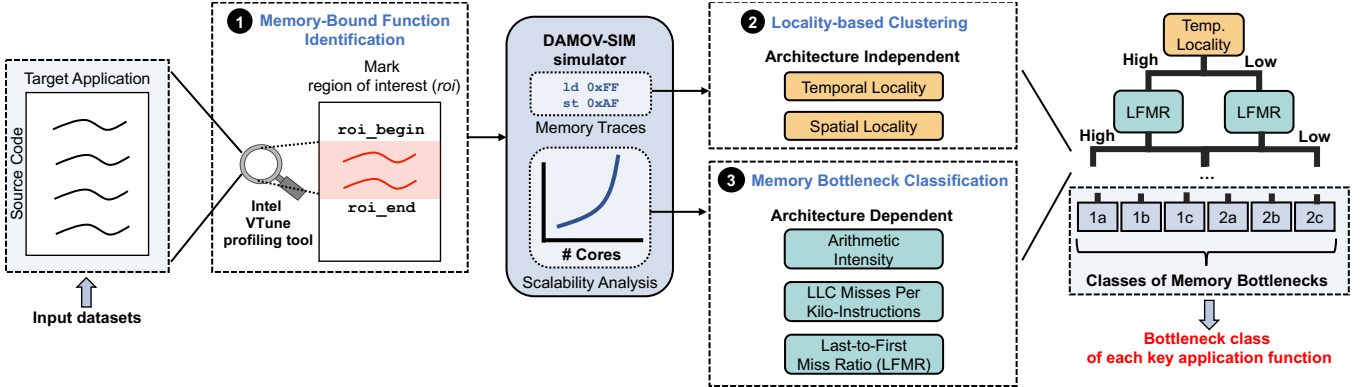 Source Code
Target Application
Input datasets
1 Memory-Bound Function
Identification
Mark
region of interest (roi)
roi_begin
roi_end
Intel
VTune
profiling tool
DAMOV-SIM
simulator
ld 0xFF
st 0xAF
Memory Traces
# Cores
Scalability Analysis
2 Locality-based Clustering
Architecture Independent
Temporal Locality
Spatial Locality
3 Memory Bottleneck Classification
Architecture Dependent
Arithmetic
Intensity
LLC Misses Per
Kilo-Instructions
Last-to-First
Miss Ratio (LFMR)
Temp.
Locality
High Low
LFMR LFMR
High Low
...
1a 1b 1c 2a 2b 2c
Classes of Memory Bottlenecks
Bottleneck class
of each key application function